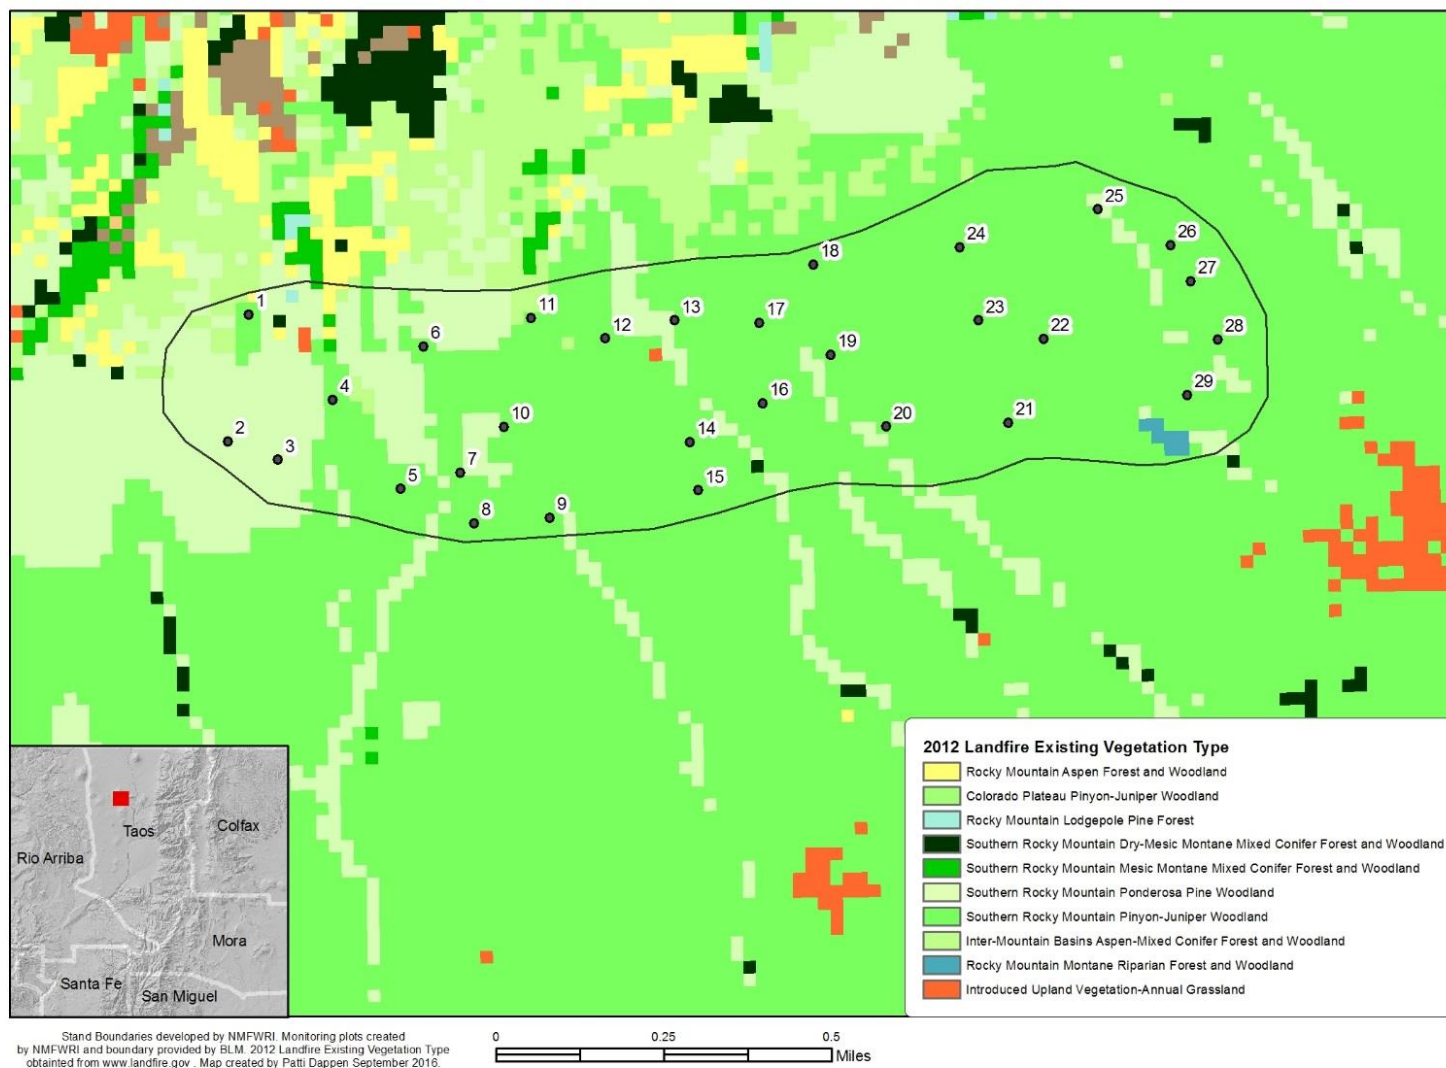 25
24
26
18
27
1
11
13
17
23
12
22
28
6
19
4
29
16
10
20
21
2
14
3
7
5
15
8
9
2012 Landfire Existing Vegetation Type
Rocky Mountain Aspen Forest and Woodland
Colorado Plateau Pinyon-Juniper Woodland
Rocky Mountain Lodgepole Pine Forest
Southern Rocky Mountain Dry-Mesic Montane Mixed Conifer Forest and Woodland
Southern Rocky Mountain Mesic Montane Mixed Conifer Forest and Woodland
Southern Rocky Mountain Ponderosa Pine Woodland
Southern Rocky Mountain Pinyon-Juniper Woodland
Inter-Mountain Basins Aspen-Mixed Conifer Forest and Woodland
Rocky Mountain Montane Riparian Forest and Woodland
Introduced Upland Vegetation-Annual Grassland
Taos
Colfax
Rio Arriba
Mora
Santa Fe
San Miguel
Stand Boundaries developed by NMFWRI. Monitoring plots created
by NMFWRI and boundary provided by BLM. 2012 Landfire Existing Vegetation Type
obtainted from www.landfire.gov . Map created by Patti Dappen September 2016.
0 0.25 0.5
Miles